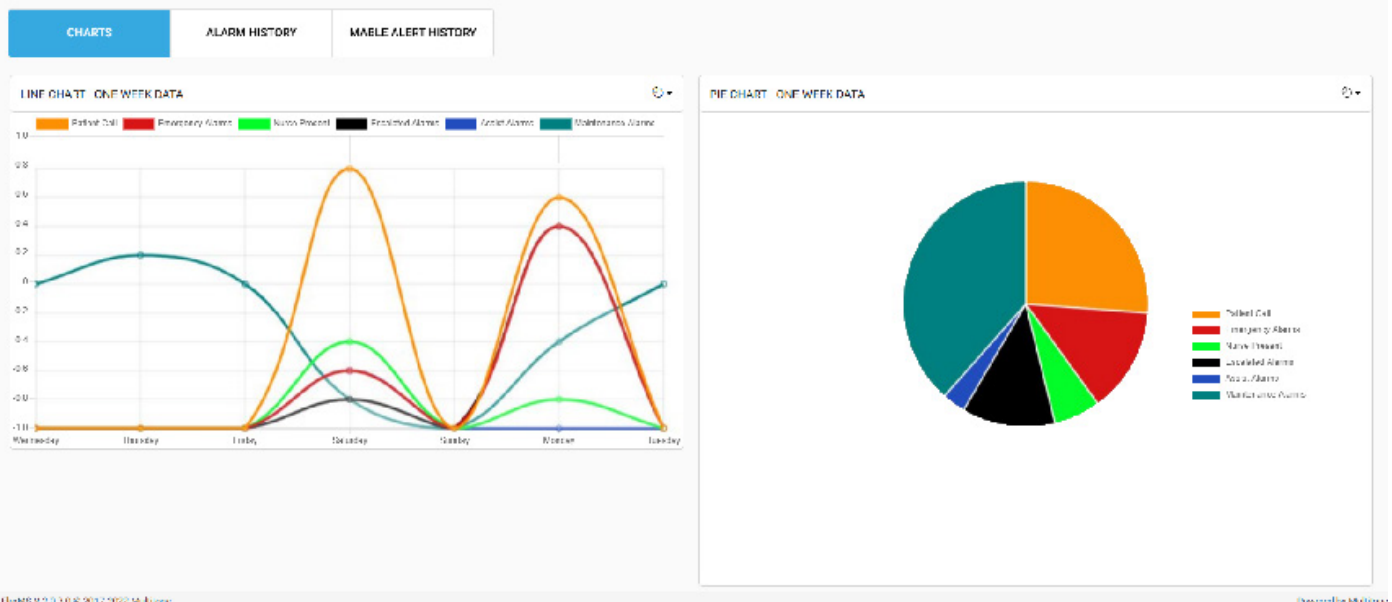 CHARTS ALARM HISTORY MABLE ALERT HISTORY
LINE CHART ONE WEEK DATA
Patient Call Emergency Alarms Nurse Present Escalated Alarms Assist Alarms Maintenance Alarms
1.0
0.8
0.6
0.4
0.2
0
-0.2
-0.4
-0.6
-0.8
-1.0
Wednesday Thursday Friday Saturday Sunday Monday Tuesday
PIE CHART ONE WEEK DATA
Patient Call
Emergency Alarms
Nurse Present
Escalated Alarms
Assist Alarms
Maintenance Alarms